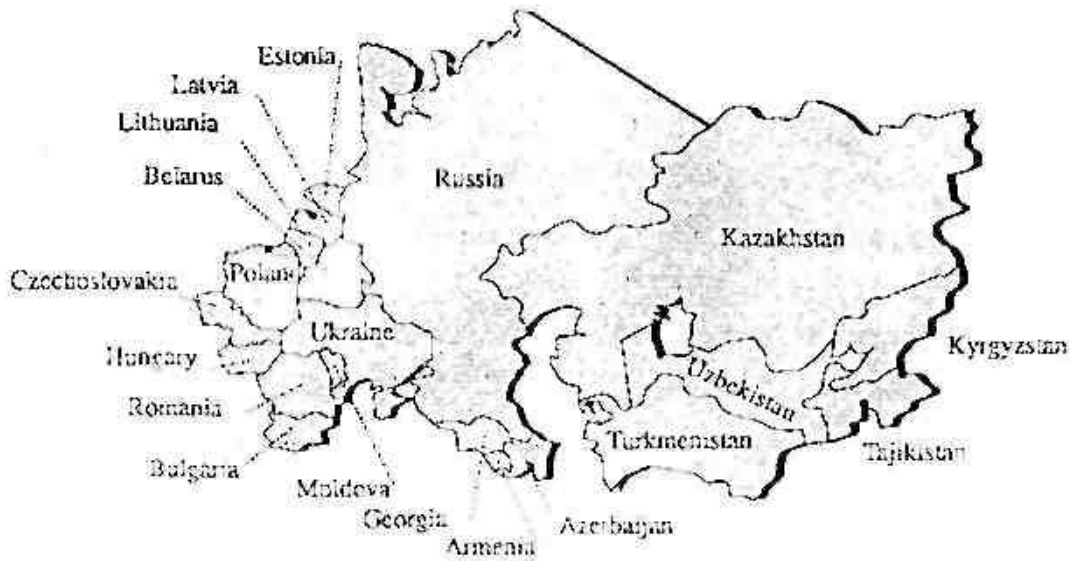 Estonia
Latvia
Lithuania
Belarus
Russia
Kazakhstan
Poland
Czechoslovakia
Ukraine
Hungary
Kyrgyzstan
Uzbekistan
Romania
Turkmenistan
Tajikistan
Bulgaria
Moldova
Georgia
Azerbaijan
Armenia